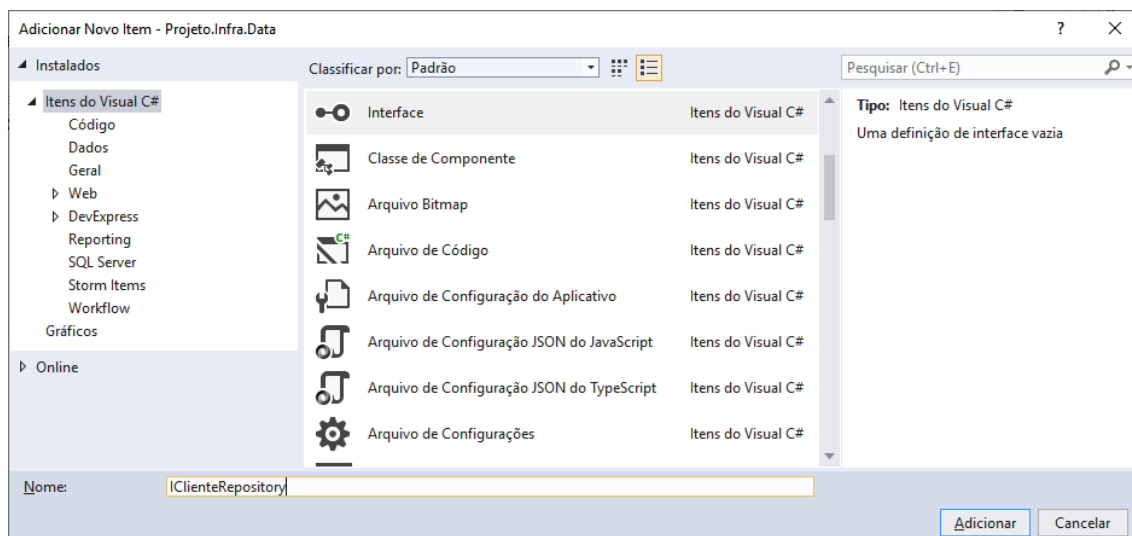 Adicionar Novo Item - Projeto.Infra.Data
?
Instalados
Itens do Visual C#
Código
Dados
Geral
Web
DevExpress
Reporting
SQL Server
Storm Items
Workflow
Gráficos
Online
Classificar por: Padrão
Interface Itens do Visual C#
Classe de Componente Itens do Visual C#
Arquivo Bitmap Itens do Visual C#
C#
Arquivo de Código Itens do Visual C#
Arquivo de Configuração do Aplicativo Itens do Visual C#
Arquivo de Configuração JSON do JavaScript Itens do Visual C#
Arquivo de Configuração JSON do TypeScript Itens do Visual C#
Arquivo de Configurações Itens do Visual C#
Pesquisar (Ctrl+E)
Tipo: Itens do Visual C#
Uma definição de interface vazia
Nome: IClienteRepository
Adicionar Cancelar